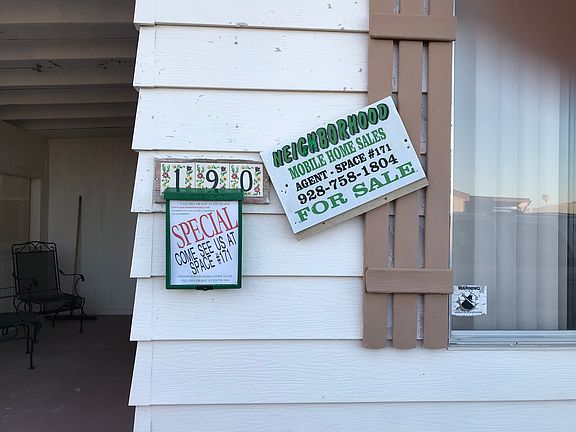 190
NEIGHBORHOOD
MOBILE HOME SALES
AGENT - SPACE #171
928-758-1804
FOR SALE
SPECIAL
COME SEE US AT
SPACE #171
WARNING